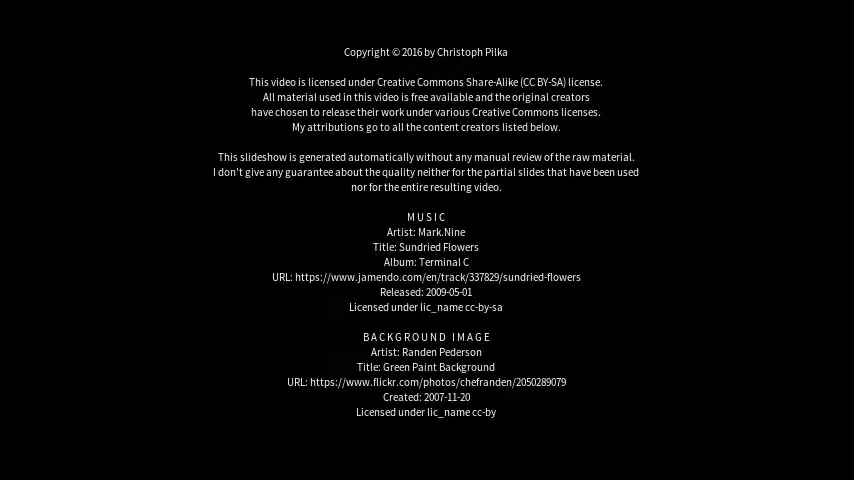 Copyright © 2016 by Christoph Pilka
This video is licensed under Creative Commons Share-Alike (CC BY-SA) license.
All material used in this video is free available and the original creators
have chosen to release their work under various Creative Commons licenses.
My attributions go to all the content creators listed below.
This slideshow is generated automatically without any manual review of the raw material.
I don't give any guarantee about the quality neither for the partial slides that have been used
nor for the entire resulting video.
MUSIC
Artist: Mark.Nine
Title: Sundried Flowers
Album: Terminal C
URL: https://www.jamendo.com/en/track/337829/sundried-flowers
Released: 2009-05-01
Licensed under lic_name cc-by-sa
BACKGROUND IMAGE
Artist: Randen Pederson
Title: Green Paint Background
URL: https://www.flickr.com/photos/chefranden/2050289079
Created: 2007-11-20
Licensed under lic_name cc-by